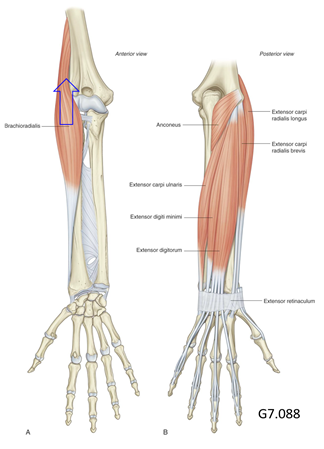 Anterior view
Posterior view
Brachioradialis
Anconeus
Extensor carpi
radialis longus
Extensor carpi
radialis brevis
Extensor carpi ulnaris
Extensor digiti minimi
Extensor digitorum
Extensor retinaculum
G7.088
A
B